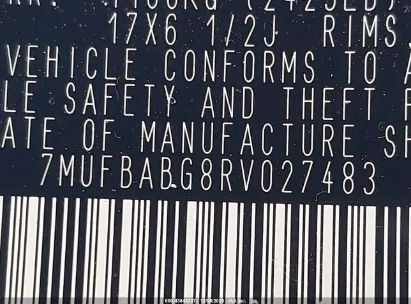 17X6 1/2J RIMS
VEHICLE CONFORMS TO A
LE SAFETY AND THEFT
ATE OF MANUFACTURE SH
7MUFBABG8RV027483